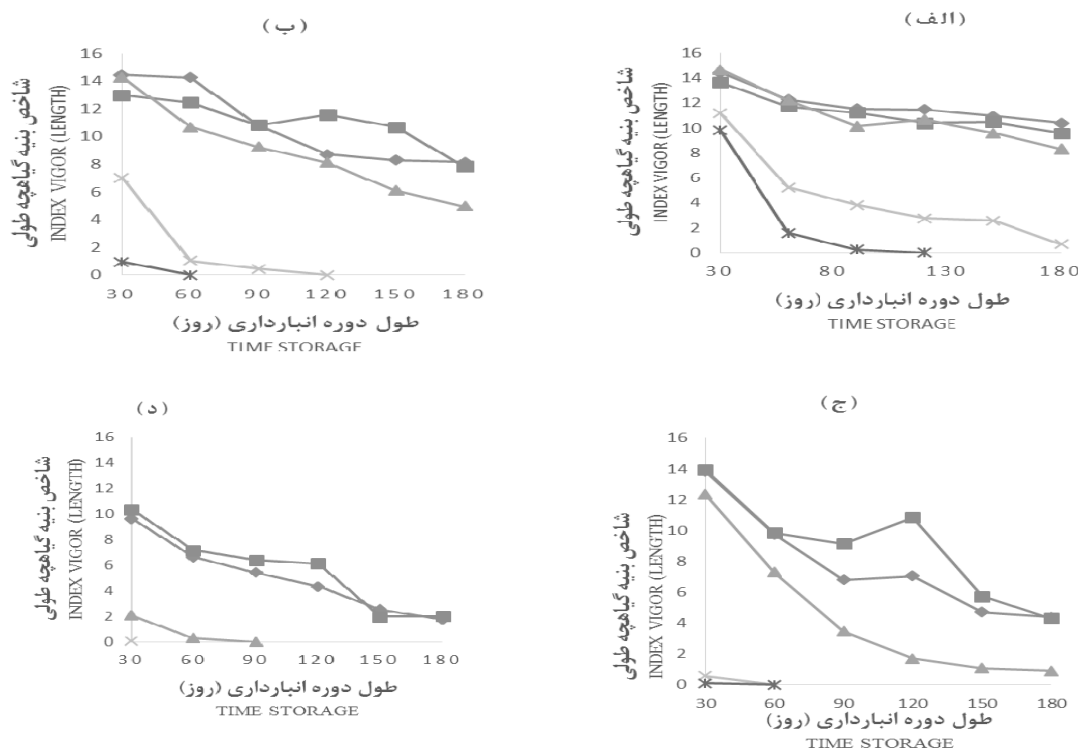 (الف)
شاخص بنیه گیاهچه طولی
INDEX VIGOR (LENGTH)
16
14
12
10
8
6
4
2
0
30
80
130
180
طول دوره انبارداری (روز)
TIME STORAGE
(ب)
شاخص بنیه گیاهچه طولی
INDEX VIGOR (LENGTH)
16
14
12
10
8
6
4
2
0
30
60
90
120
150
180
طول دوره انبارداری (روز)
TIME STORAGE
(ج)
شاخص بنیه گیاهچه طولی
INDEX VIGOR (LENGTH)
16
14
12
10
8
6
4
2
0
30
60
90
120
150
180
طول دوره انبارداری (روز)
TIME STORAGE
(د)
شاخص بنیه گیاهچه طولی
INDEX VIGOR (LENGTH)
16
14
12
10
8
6
4
2
0
30
60
90
120
150
180
طول دوره انبارداری (روز)
TIME STORAGE